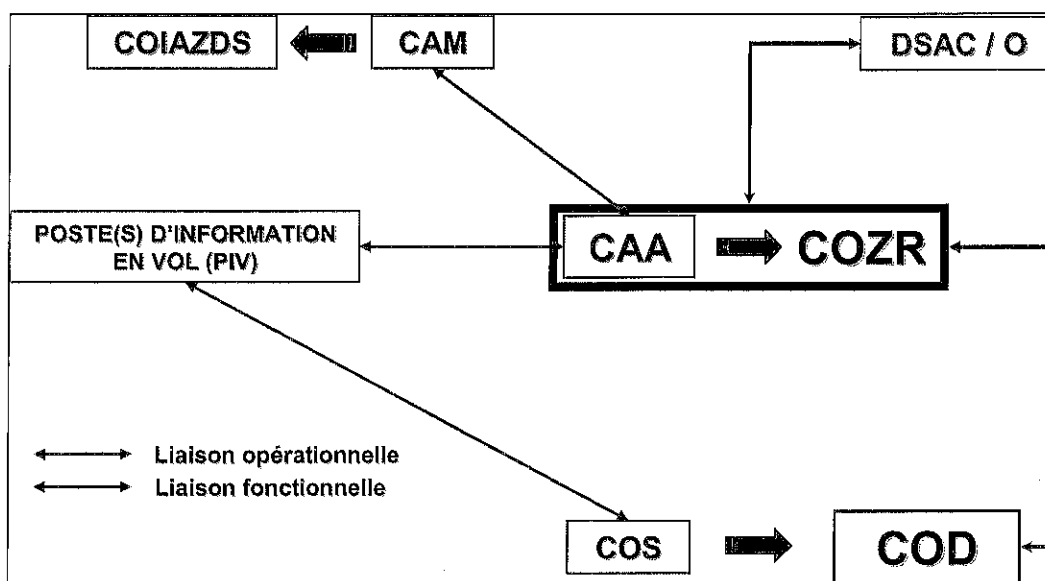 COIAZDS
CAM
DSAC / O
POSTE(S) D'INFORMATION
EN VOL (PIV)
CAA
COZR
Liaison opérationnelle
Liaison fonctionnelle
COS
COD